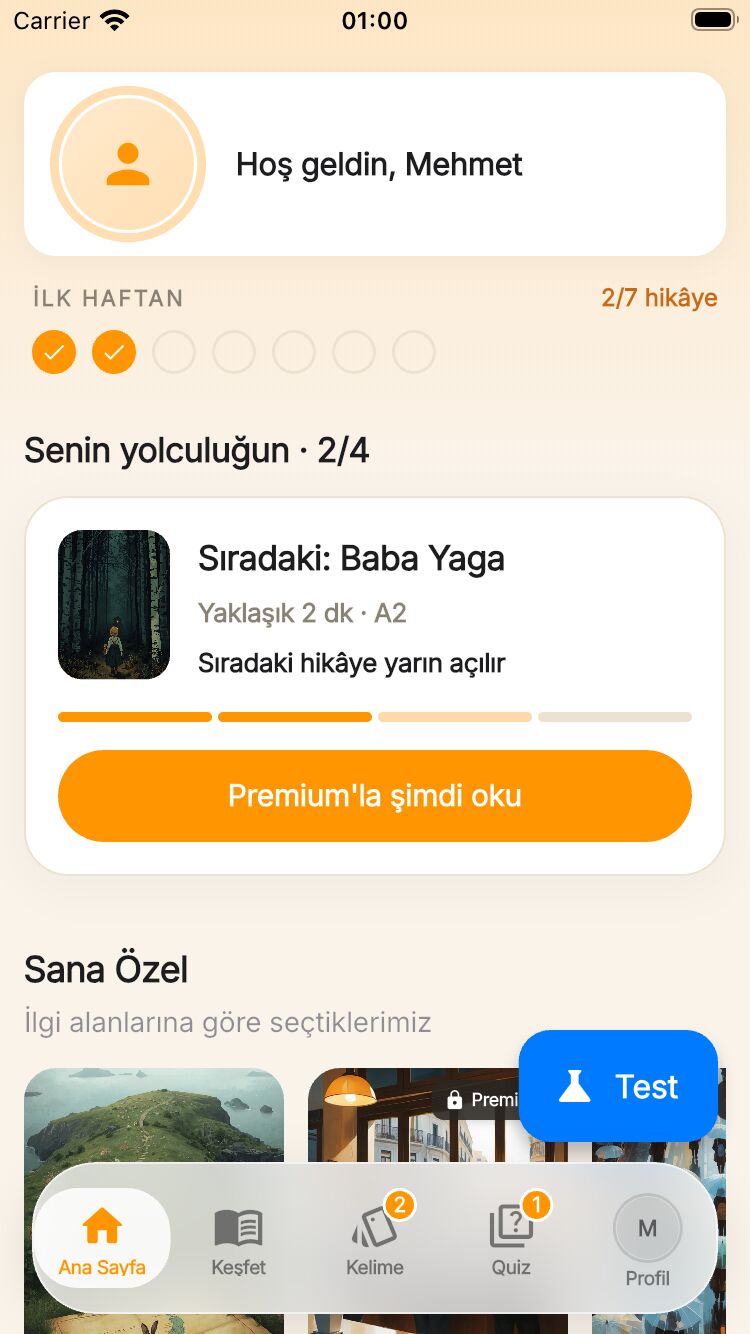 Carrier 01:00
Hoş geldin, Mehmet
İLK HAFTAN 2/7 hikâye
Senin yolculuğun · 2/4
Sıradaki: Baba Yaga
Yaklaşık 2 dk · A2
Sıradaki hikâye yarın açılır
Premium'la şimdi oku
Sana Özel
İlgi alanlarına göre seçtiklerimiz
Premi
Test
2 1
M
Ana Sayfa Keşfet Kelime Quiz Profil